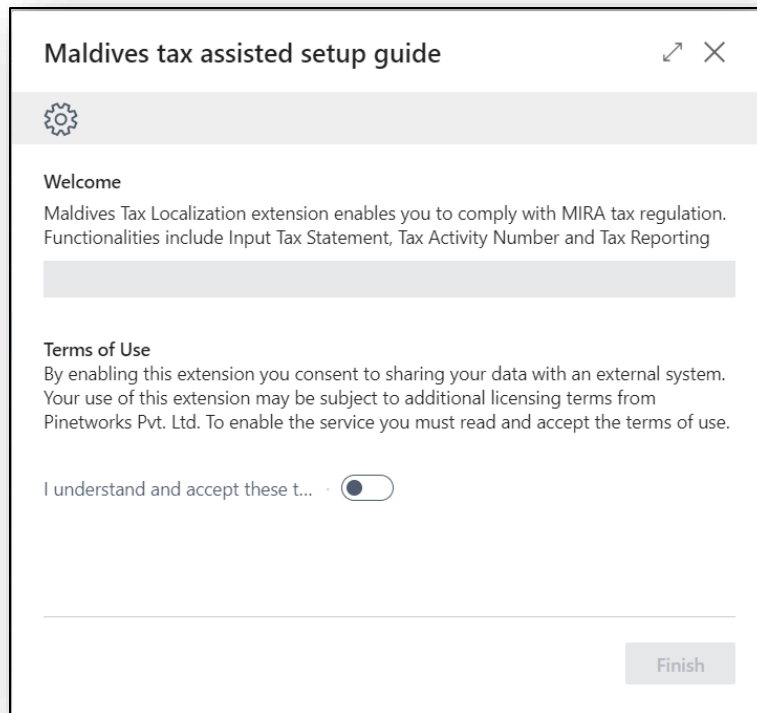 Maldives tax assisted setup guide
Welcome
Maldives Tax Localization extension enables you to comply with MIRA tax regulation.
Functionalities include Input Tax Statement, Tax Activity Number and Tax Reporting
Terms of Use
By enabling this extension you consent to sharing your data with an external system.
Your use of this extension may be subject to additional licensing terms from
Pinetworks Pvt. Ltd. To enable the service you must read and accept the terms of use.
I understand and accept these t...
Finish